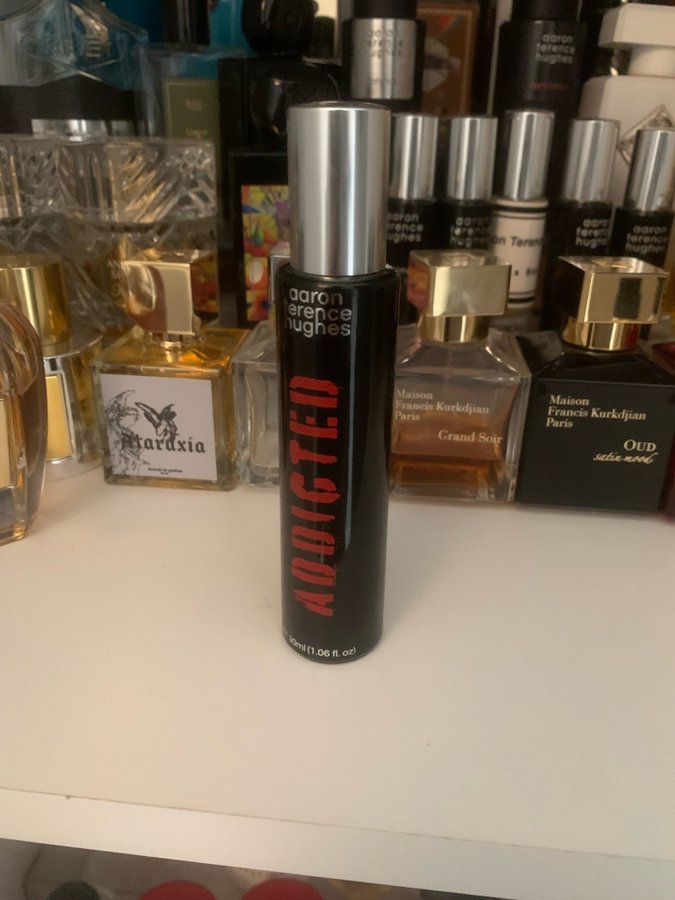 aaron
terence
hughes
ADDICTED
30ml (1.06 fl. oz)
Ataraxia
Maison
Francis Kurkdjian
Paris
Grand Soir
Maison
Francis Kurkdjian
Paris
OUD
satin mood
aaron
terence
hughes
aaron
terence
hughes
aaron
terence
hughes